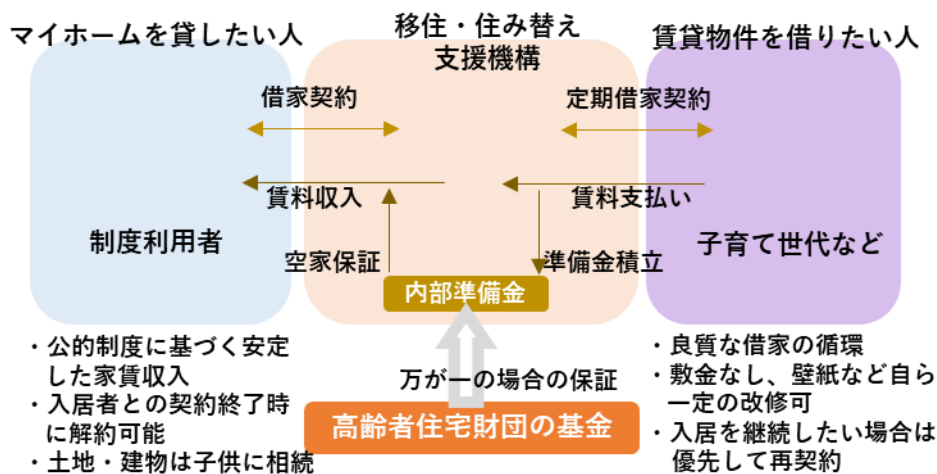 マイホームを貸したい人
移住・住み替え
支援機構
賃貸物件を借りたい人
借家契約
定期借家契約
賃料収入
賃料支払い
制度利用者
子育て世代など
空家保証
準備金積立
内部準備金
・公的制度に基づく安定
した家賃収入
・入居者との契約終了時
に解約可能
・土地・建物は子供に相続
万が一の場合の保証
高齢者住宅財団の基金
・良質な借家の循環
・敷金なし、壁紙など自ら
一定の改修可
・入居を継続したい場合は
優先して再契約